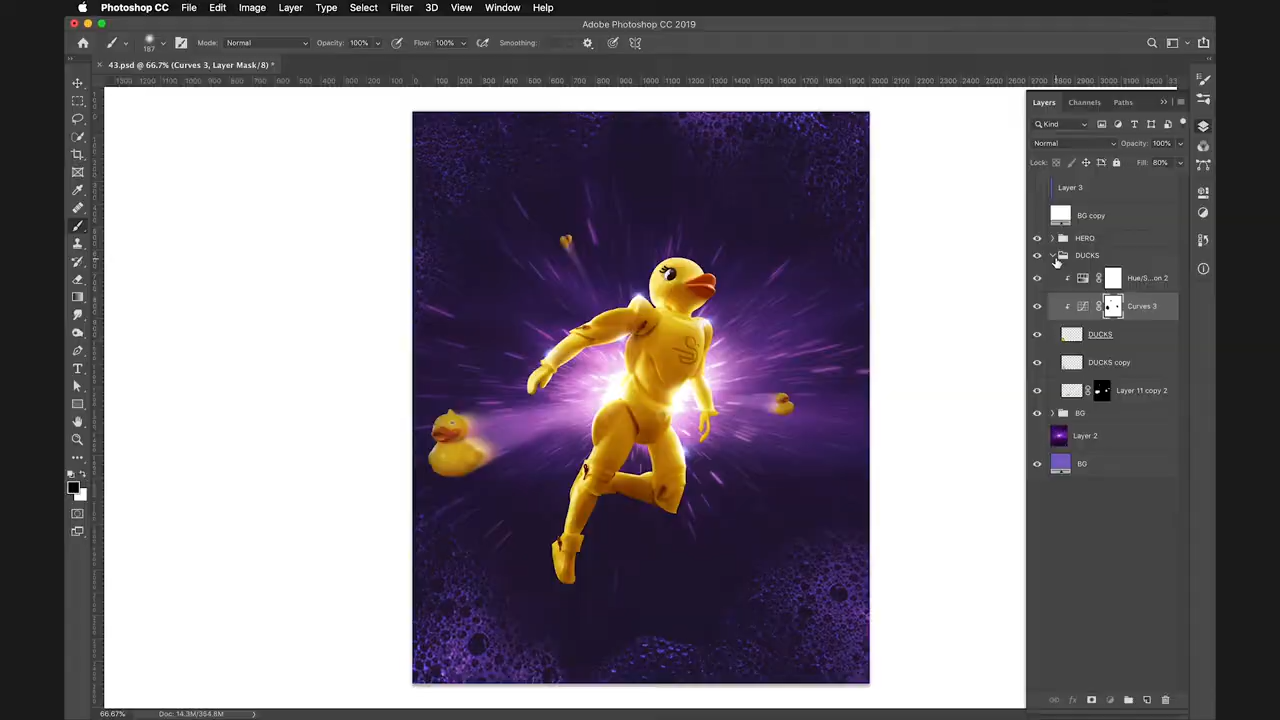 Photoshop CC File Edit Image Layer Type Select Filter 3D View Window Help
Adobe Photoshop CC 2019
187 Mode: Normal Opacity: 100% Flow: 100% Smoothing:
× 43.psd @ 66.7% (Curves 3, Layer Mask/8) *
Layers Channels Paths
Kind
Normal Opacity: 100%
Lock: Fill: 80%
Layer 3
BG copy
HERO
DUCKS
Hue/S...on 2
Curves 3
DUCKS
DUCKS copy
Layer 11 copy 2
BG
Layer 2
BG
66.67% Doc: 14.3M/364.8M